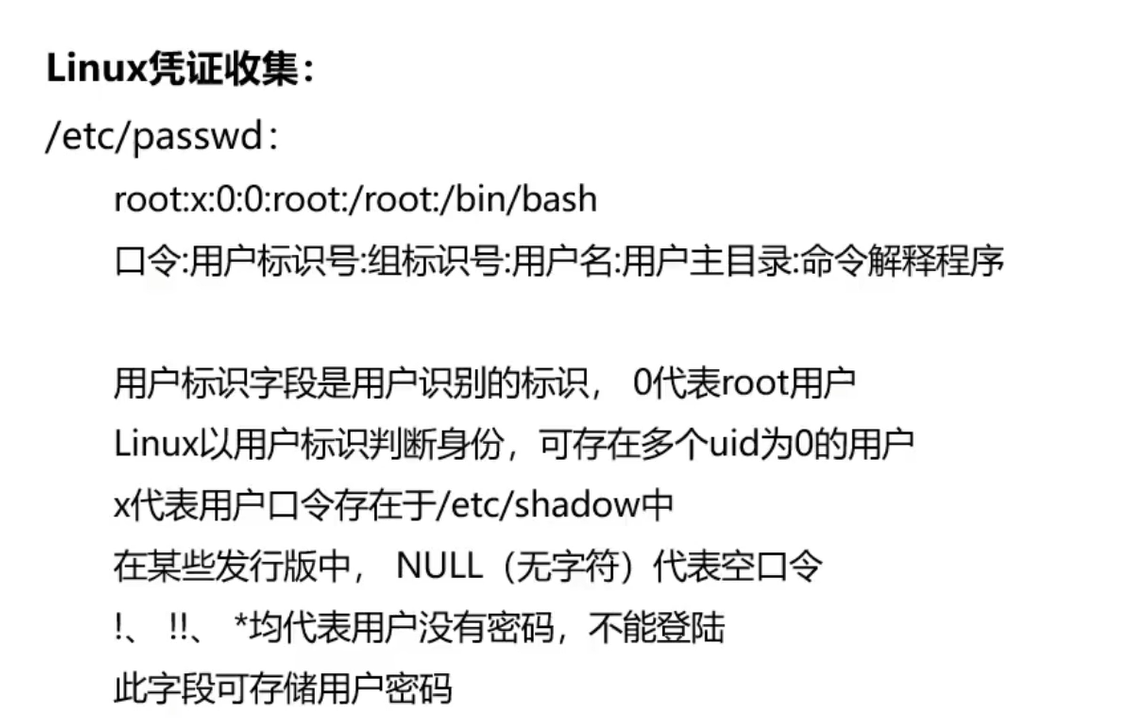 Linux凭证收集：
/etc/passwd：
root:x:0:0:root:/root:/bin/bash
口令:用户标识号:组标识号:用户名:用户主目录:命令解释程序
用户标识字段是用户识别的标识， 0代表root用户
Linux以用户标识判断身份，可存在多个uid为0的用户
x代表用户口令存在于/etc/shadow中
在某些发行版中， NULL（无字符）代表空口令
!、 !!、 *均代表用户没有密码，不能登陆
此字段可存储用户密码